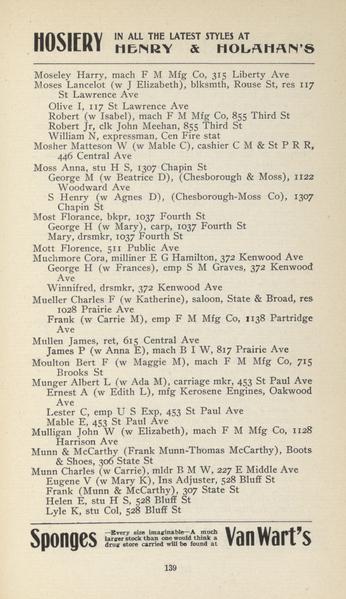 HOSIERY IN ALL THE LATEST STYLES AT
HENRY & HOLAHAN'S
Moseley Harry, mach F M Mfg Co, 315 Liberty Ave
Moses Lancelot (w J Elizabeth), blksmth, Rouse St, res 117
St Lawrence Ave
Olive I, 117 St Lawrence Ave
Robert (w Isabel), mach F M Mfg Co, 855 Third St
Robert Jr, clk John Meehan, 855 Third St
William N, expressman, Cen Fire stat
Mosher Matteson W (w Mable C), cashier C M & St P R R,
446 Central Ave
Moss Anna, stu H S, 1307 Chapin St
George M (w Beatrice D), (Chesborough & Moss), 1122
Woodward Ave
S Henry (w Agnes D), (Chesborough-Moss Co), 1307
Chapin St
Most Florance, bkpr, 1037 Fourth St
George H (w Mary), carp, 1037 Fourth St
Mary, drsmkr, 1037 Fourth St
Mott Florence, 511 Public Ave
Muchmore Cora, milliner E G Hamilton, 372 Kenwood Ave
George H (w Frances), emp S M Graves, 372 Kenwood
Ave
Winnifred, drsmkr, 372 Kenwood Ave
Mueller Charles F (w Katherine), saloon, State & Broad, res
1028 Prairie Ave
Frank (w Carrie M), emp F M Mfg Co, 1138 Partridge
Ave
Mullen James, ret, 615 Central Ave
James P (w Anna E), mach B I W, 817 Prairie Ave
Moulton Bert F (w Maggie M), mach F M Mfg Co, 715
Brooks St
Munger Albert L (w Ada M), carriage mkr, 453 St Paul Ave
Ernest A (w Edith L), mfg Kerosene Engines, Oakwood
Ave
Lester C, emp U S Exp, 453 St Paul Ave
Mable E, 453 St Paul Ave
Mulligan John W (w Elizabeth), mach F M Mfg Co, 1128
Harrison Ave
Munn & McCarthy (Frank Munn-Thomas McCarthy), Boots
& Shoes, 306 State St
Munn Charles (w Carrie), mldr B M W, 227 E Middle Ave
Eugene V (w Mary K), Ins Adjuster, 528 Bluff St
Frank (Munn & McCarthy), 307 State St
Helen E, stu H S, 528 Bluff St
Lyle K, stu Col, 528 Bluff St
Sponges —Every size imaginable—A much larger stock than one would think a drug store carried will be found at Van Wart's
139